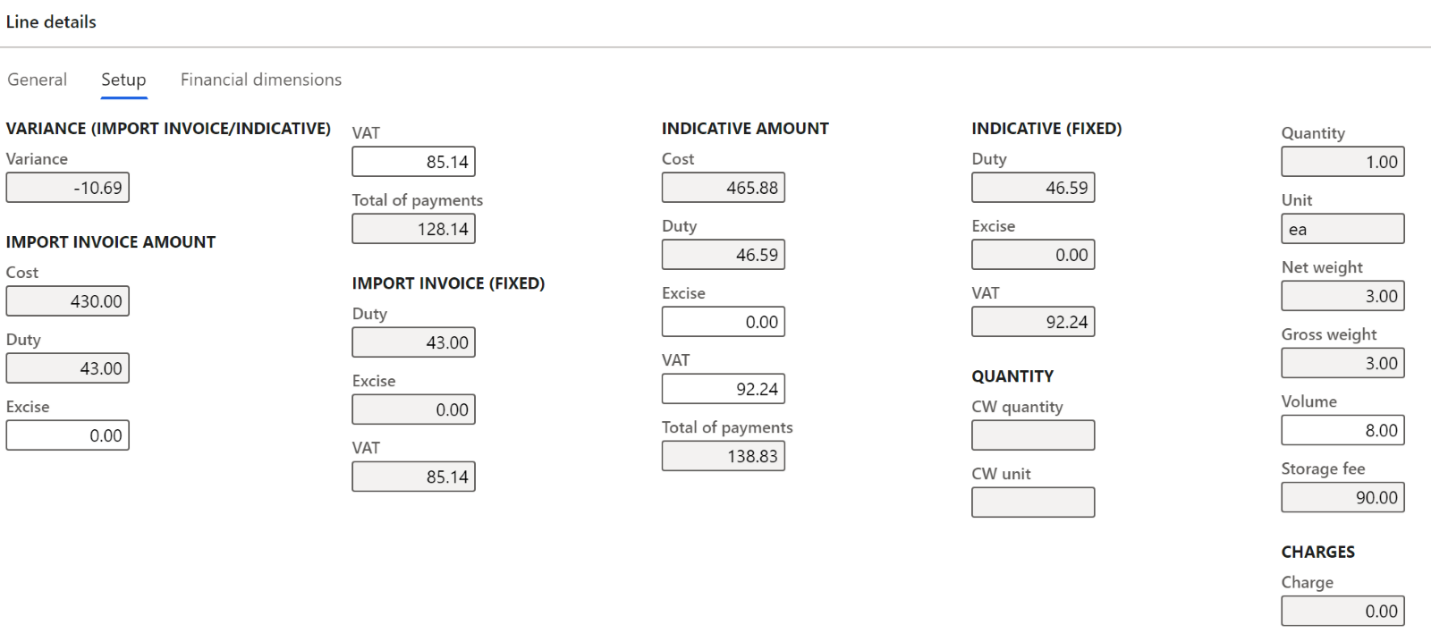 Line details
General Setup Financial dimensions
VARIANCE (IMPORT INVOICE/INDICATIVE)
Variance
-10.69
IMPORT INVOICE AMOUNT
Cost
430.00
Duty
43.00
Excise
0.00
VAT
85.14
Total of payments
128.14
IMPORT INVOICE (FIXED)
Duty
43.00
Excise
0.00
VAT
85.14
INDICATIVE AMOUNT
Cost
465.88
Duty
46.59
Excise
0.00
VAT
92.24
Total of payments
138.83
INDICATIVE (FIXED)
Duty
46.59
Excise
0.00
VAT
92.24
QUANTITY
CW quantity
CW unit
Quantity
1.00
Unit
ea
Net weight
3.00
Gross weight
3.00
Volume
8.00
Storage fee
90.00
CHARGES
Charge
0.00